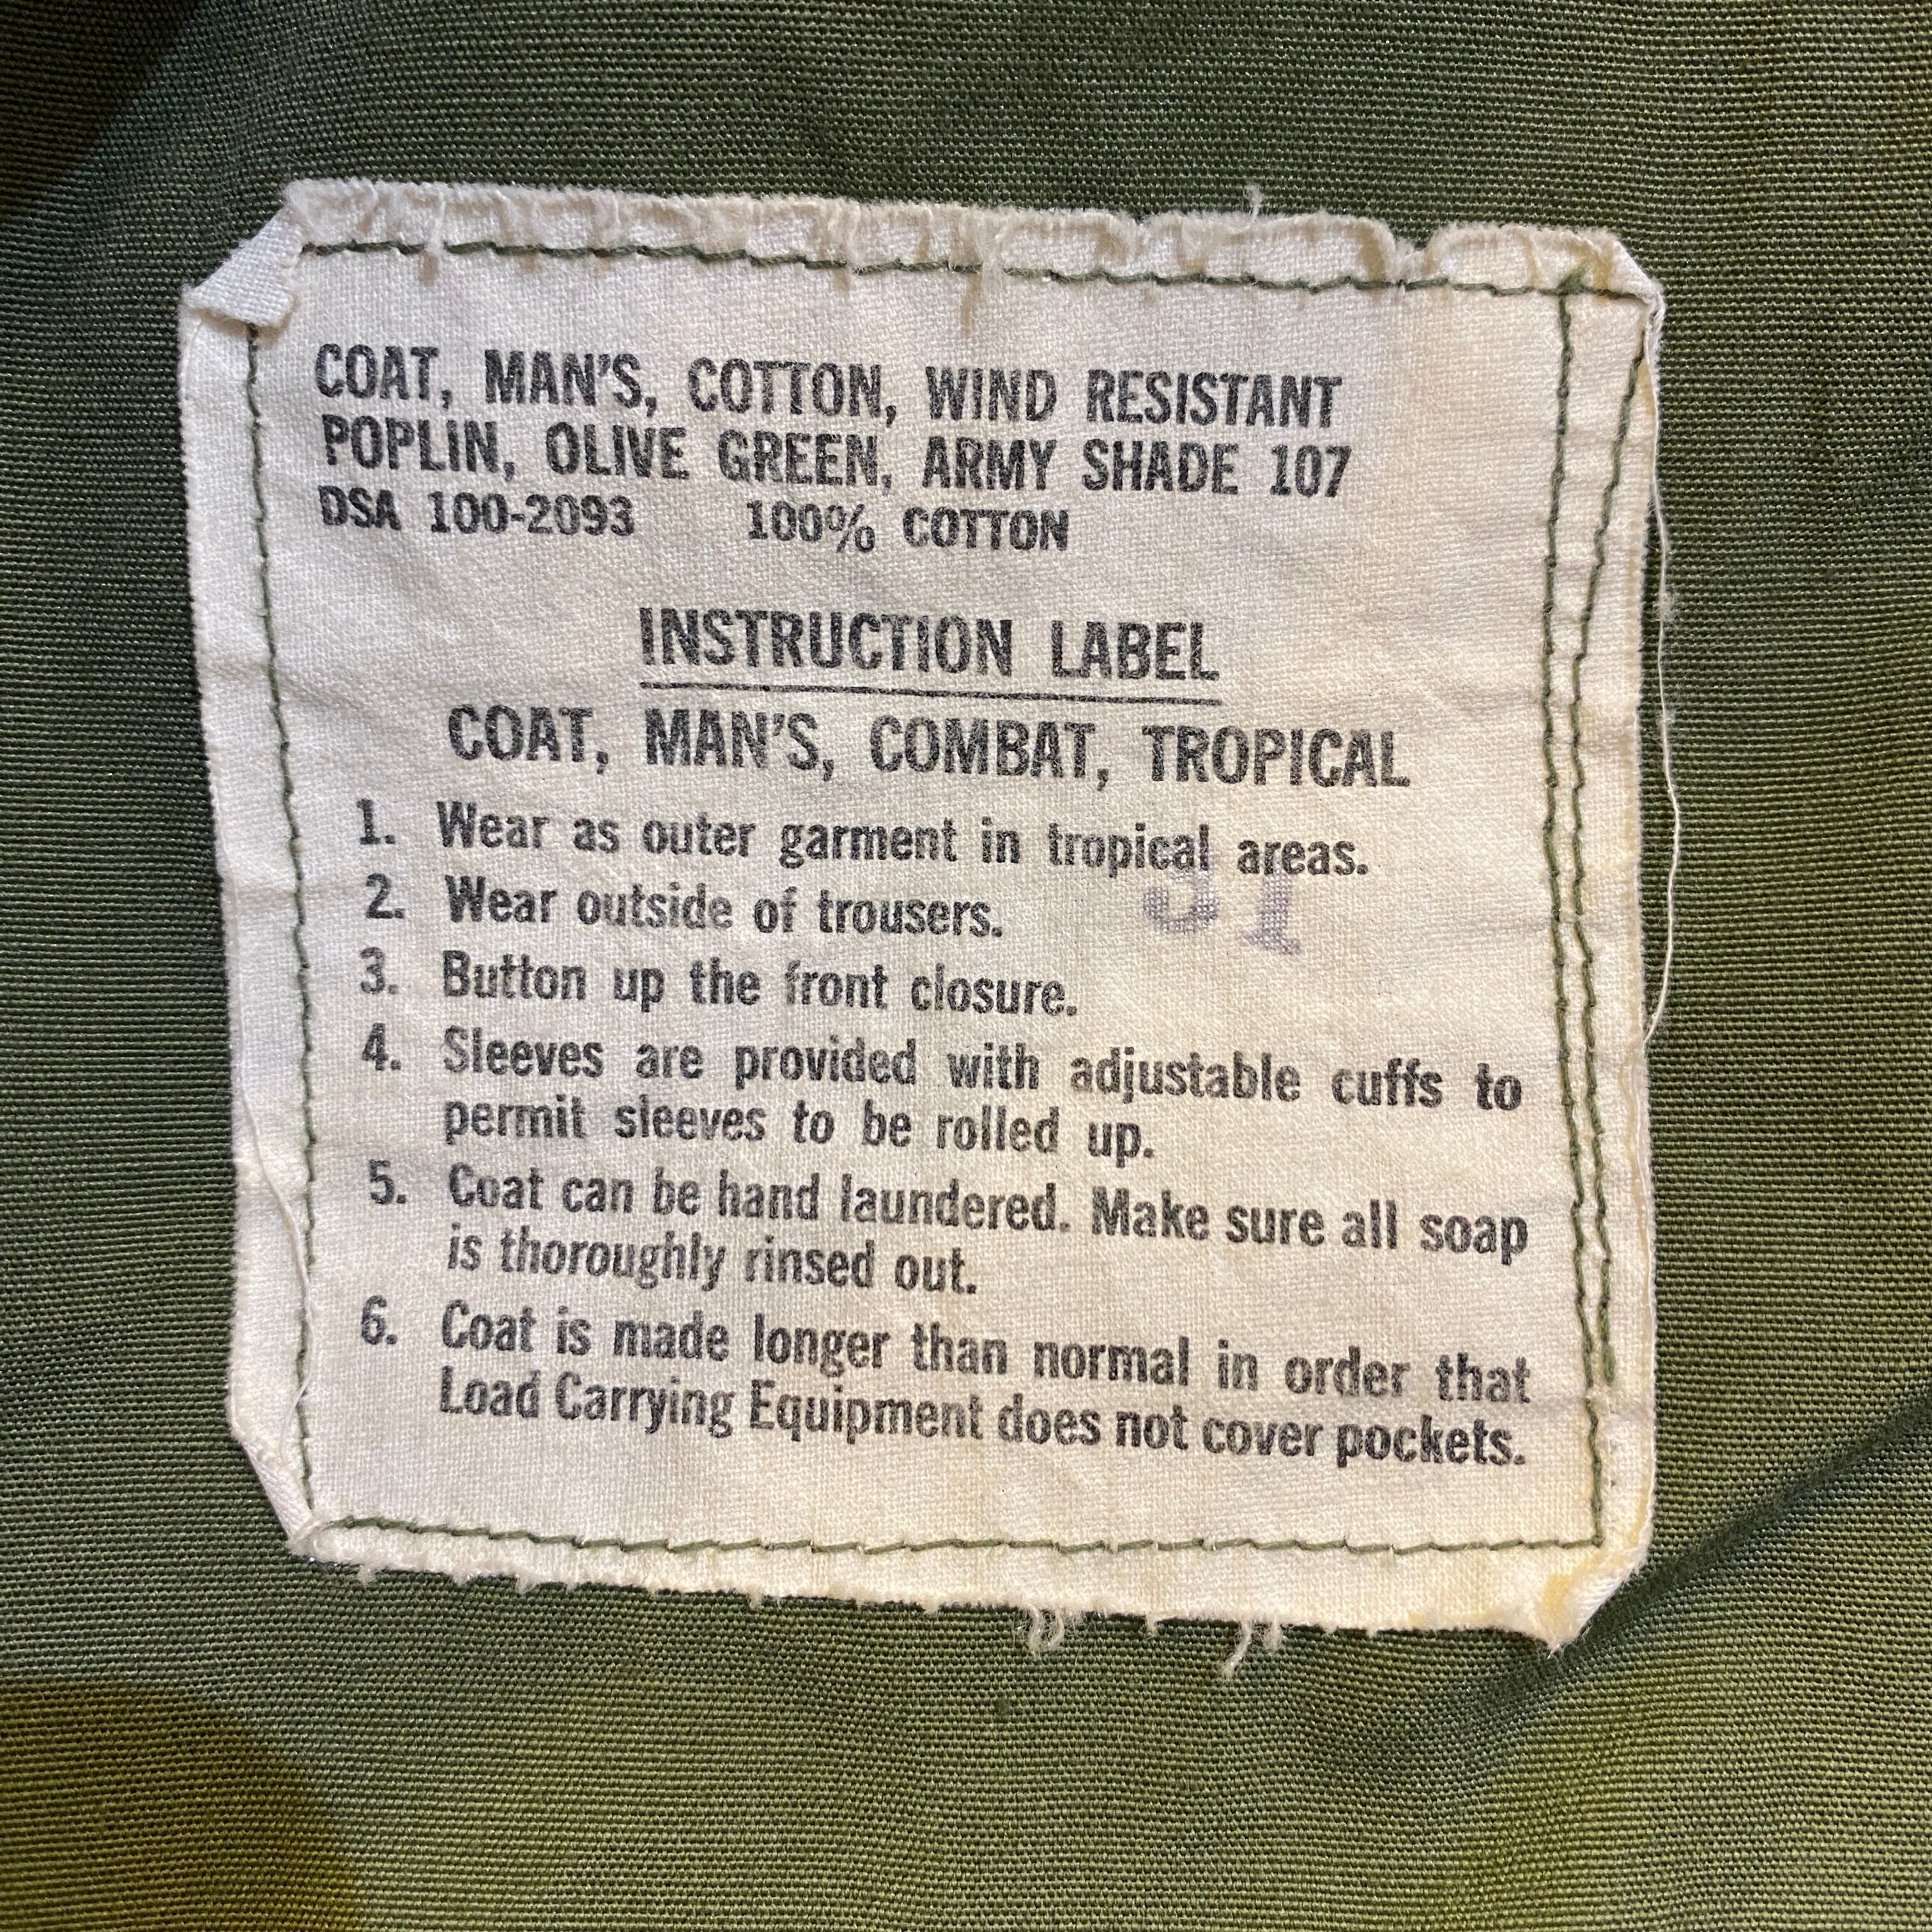 COAT, MAN'S, COTTON, WIND RESISTANT
POPLIN, OLIVE GREEN, ARMY SHADE 107
DSA 100-2093 100% COTTON
INSTRUCTION LABEL
COAT, MAN'S, COMBAT, TROPICAL
1. Wear as outer garment in tropical areas.
2. Wear outside of trousers.
3. Button up the front closure.
4. Sleeves are provided with adjustable cuffs to
permit sleeves to be rolled up.
5. Coat can be hand laundered. Make sure all soap
is thoroughly rinsed out.
6. Coat is made longer than normal in order that
Load Carrying Equipment does not cover pockets.